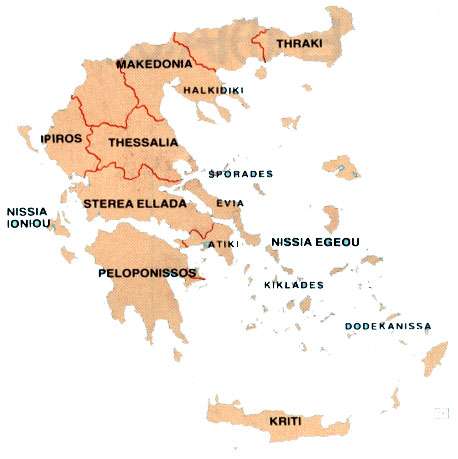 THRAKI
MAKEDONIA
HALKIDIKI
IPIROS
THESSALIA
SPORADES
STEREA ELLADA
EVIA
NISSIA
IONIOU
ATIKI
NISSIA EGEOU
PELOPONISSOS
KIKLADES
DODEKANISSA
KRITI